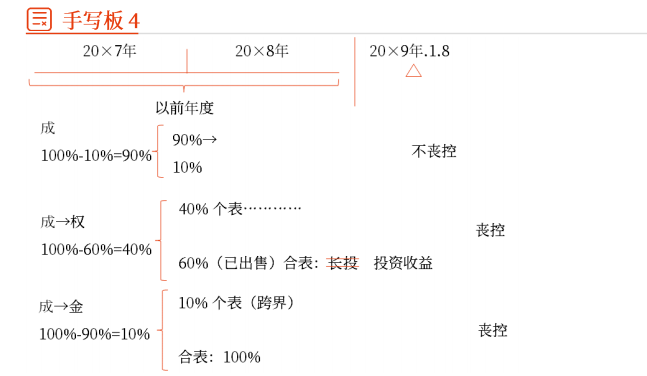 手写板 4
20×7年 20×8年 20×9年.1.8
以前年度
成
100%-10%=90%
90%→
10%
不丧控
成→权
100%-60%=40%
40% 个表…………
60%（已出售）合表：长投 投资收益
丧控
成→金
100%-90%=10%
10% 个表（跨界）
合表：100%
丧控